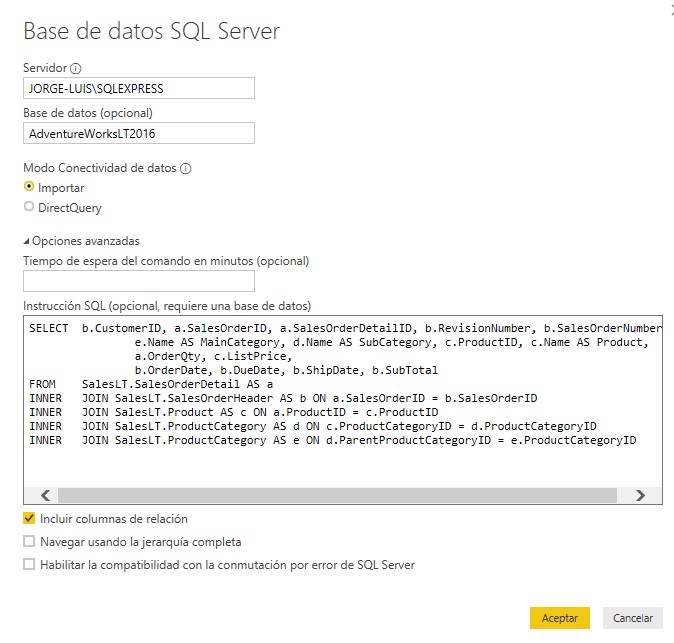 Base de datos SQL Server
Servidor
JORGE-LUIS\SQLEXPRESS
Base de datos (opcional)
AdventureWorksLT2016
Modo Conectividad de datos
Importar
DirectQuery
Opciones avanzadas
Tiempo de espera del comando en minutos (opcional)
Instrucción SQL (opcional, requiere una base de datos)
SELECT b.CustomerID, a.SalesOrderID, a.SalesOrderDetailID, b.RevisionNumber, b.SalesOrderNumber
e.Name AS MainCategory, d.Name AS SubCategory, c.ProductID, c.Name AS Product,
a.OrderQty, c.ListPrice,
b.OrderDate, b.DueDate, b.ShipDate, b.SubTotal
FROM SalesLT.SalesOrderDetail AS a
INNER JOIN SalesLT.SalesOrderHeader AS b ON a.SalesOrderID = b.SalesOrderID
INNER JOIN SalesLT.Product AS c ON a.ProductID = c.ProductID
INNER JOIN SalesLT.ProductCategory AS d ON c.ProductCategoryID = d.ProductCategoryID
INNER JOIN SalesLT.ProductCategory AS e ON d.ParentProductCategoryID = e.ProductCategoryID
Incluir columnas de relación
Navegar usando la jerarquía completa
Habilitar la compatibilidad con la conmutación por error de SQL Server
Aceptar
Cancelar